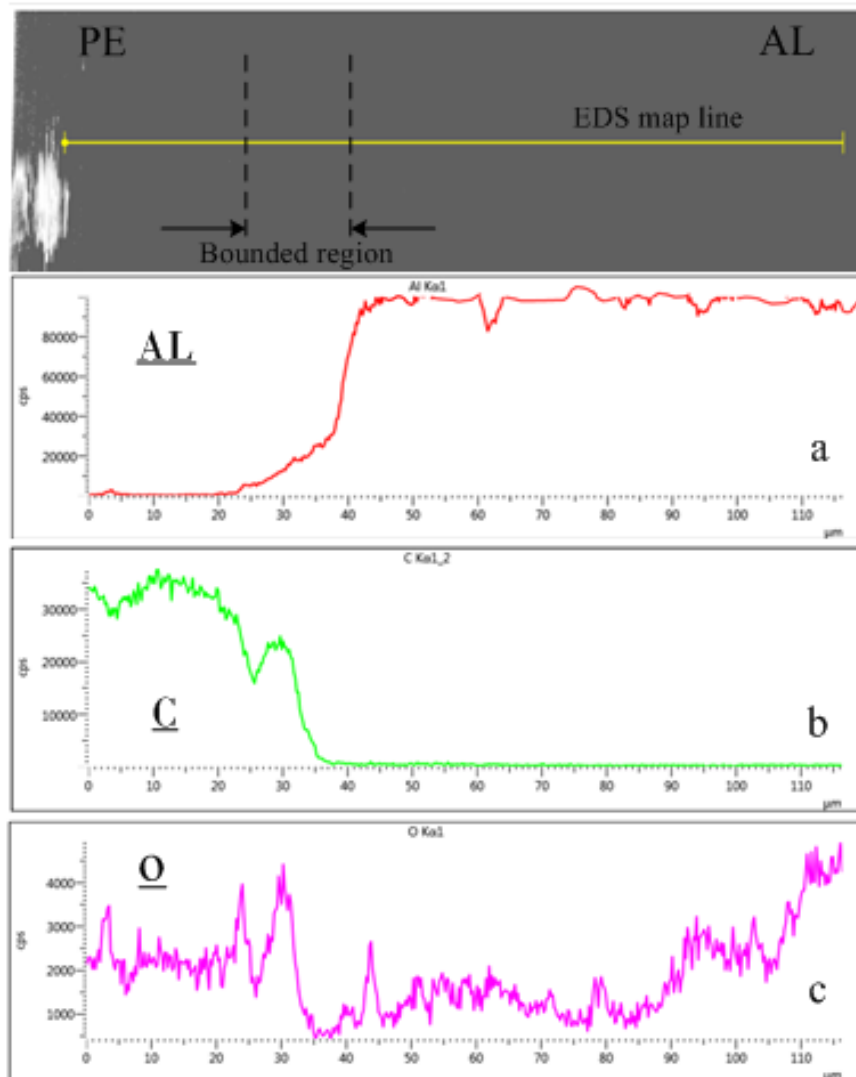 PE AL
EDS map line
Bounded region
Al Kα1
80000
60000
40000
20000
cps
AL
a
0 10 20 30 40 50 60 70 80 90 100 110
µm
C Kα1_2
30000
20000
10000
cps
C
b
0 10 20 30 40 50 60 70 80 90 100 110
µm
O Kα1
4000
3000
2000
1000
cps
O
c
0 10 20 30 40 50 60 70 80 90 100 110
µm